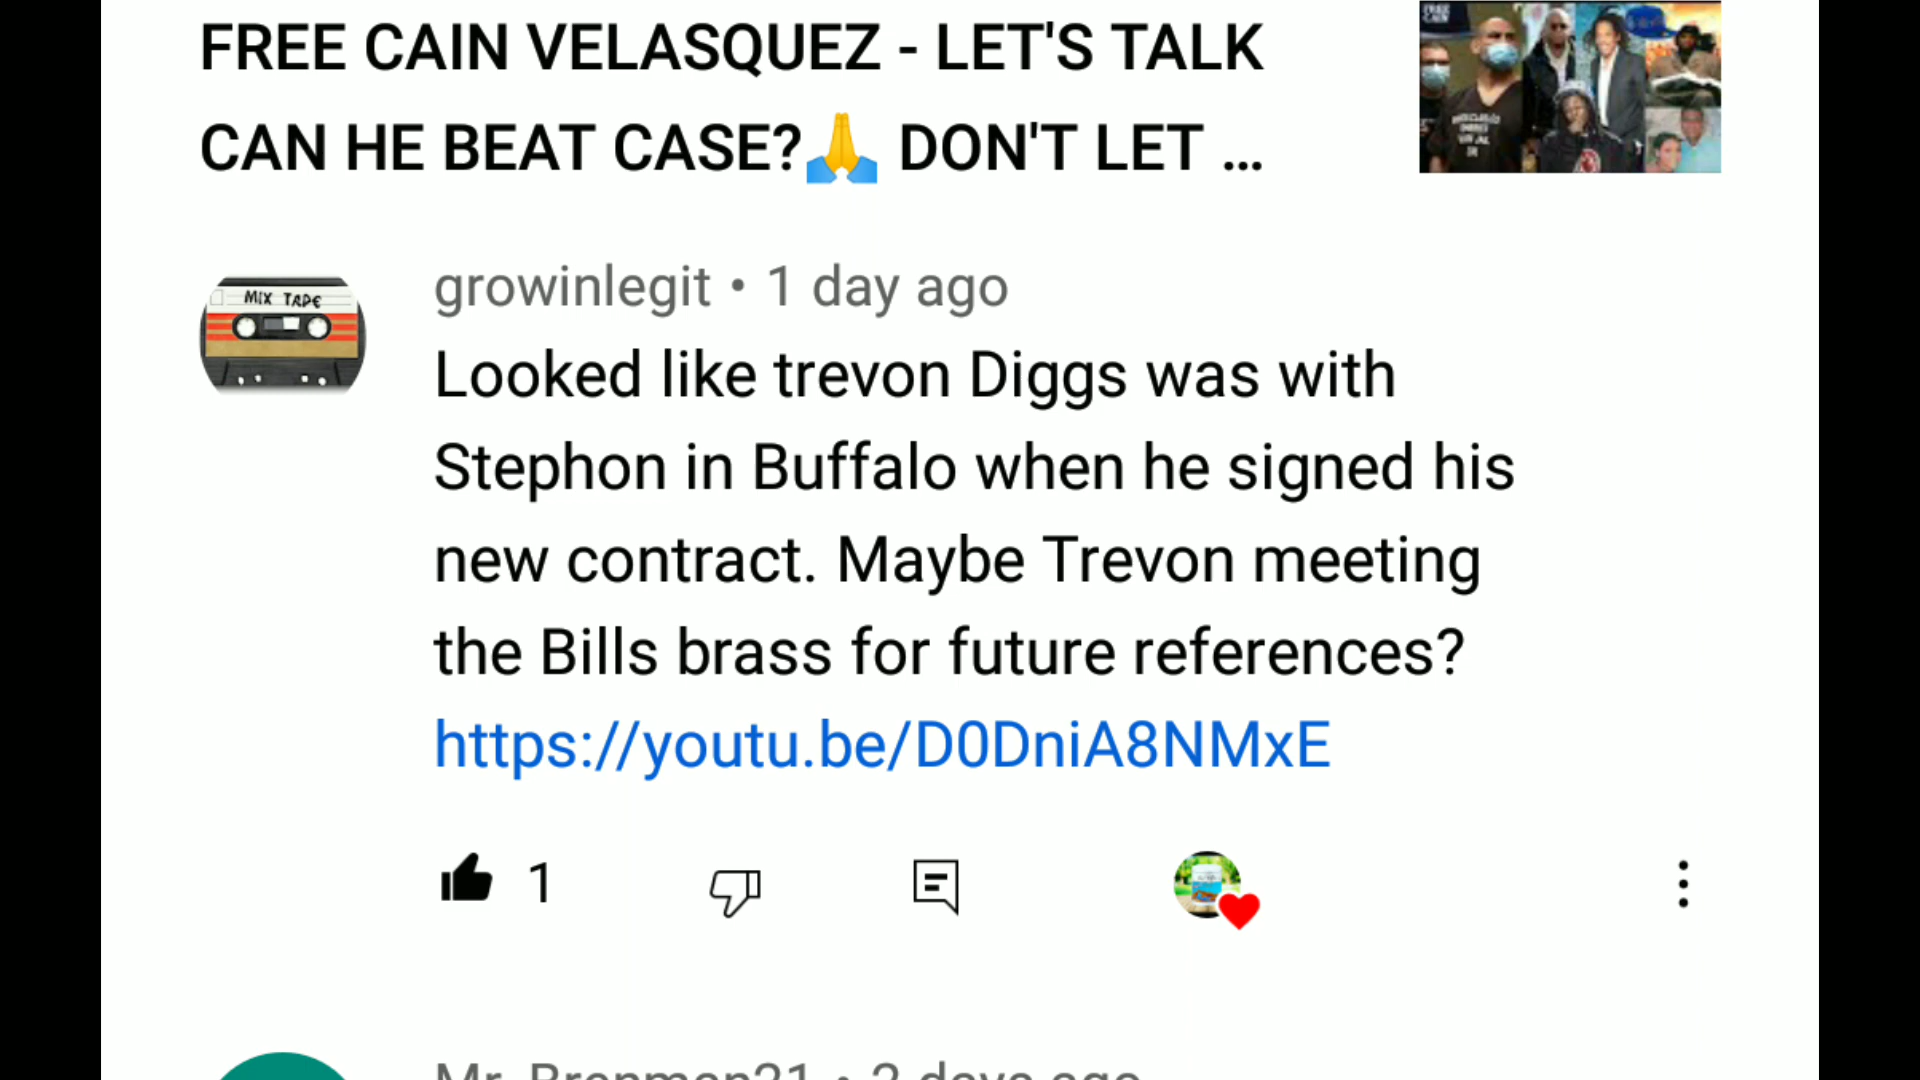 FREE CAIN VELASQUEZ - LET'S TALK
CAN HE BEAT CASE?🙏 DON'T LET ...
FREE
CAIN
MIX TAPE
growinlegit • 1 day ago
Looked like trevon Diggs was with
Stephon in Buffalo when he signed his
new contract. Maybe Trevon meeting
the Bills brass for future references?
https://youtu.be/D0DniA8NMxE
1